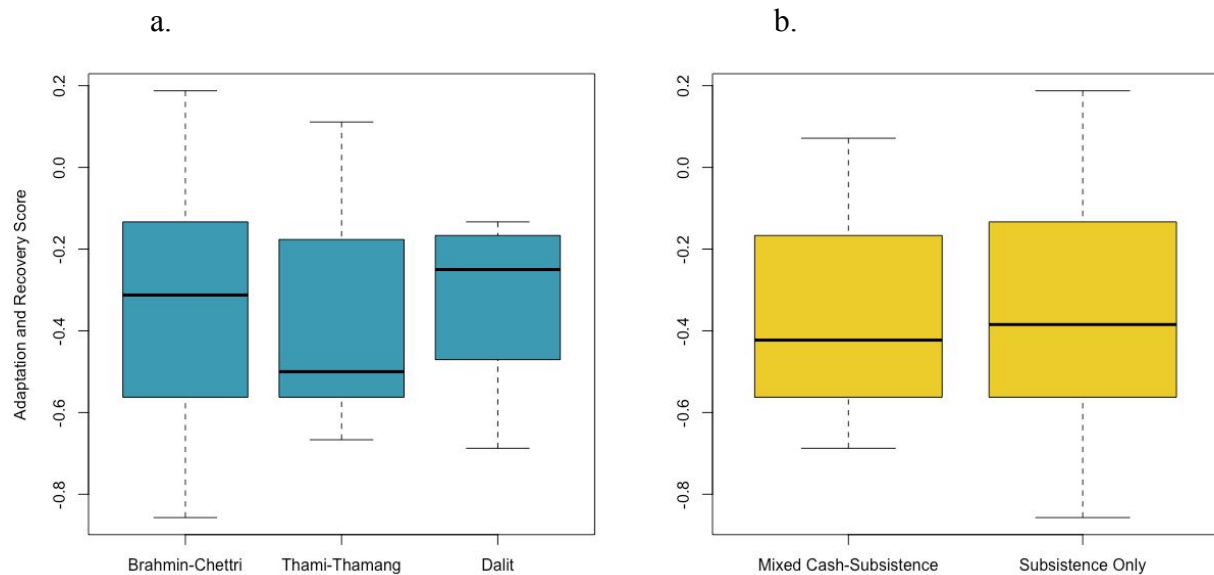 a.
b.
Adaptation and Recovery Score
0.2
0.0
-0.2
-0.4
-0.6
-0.8
Brahmin-Chettri Thami-Thamang Dalit
0.2
0.0
-0.2
-0.4
-0.6
-0.8
Mixed Cash-Subsistence Subsistence Only